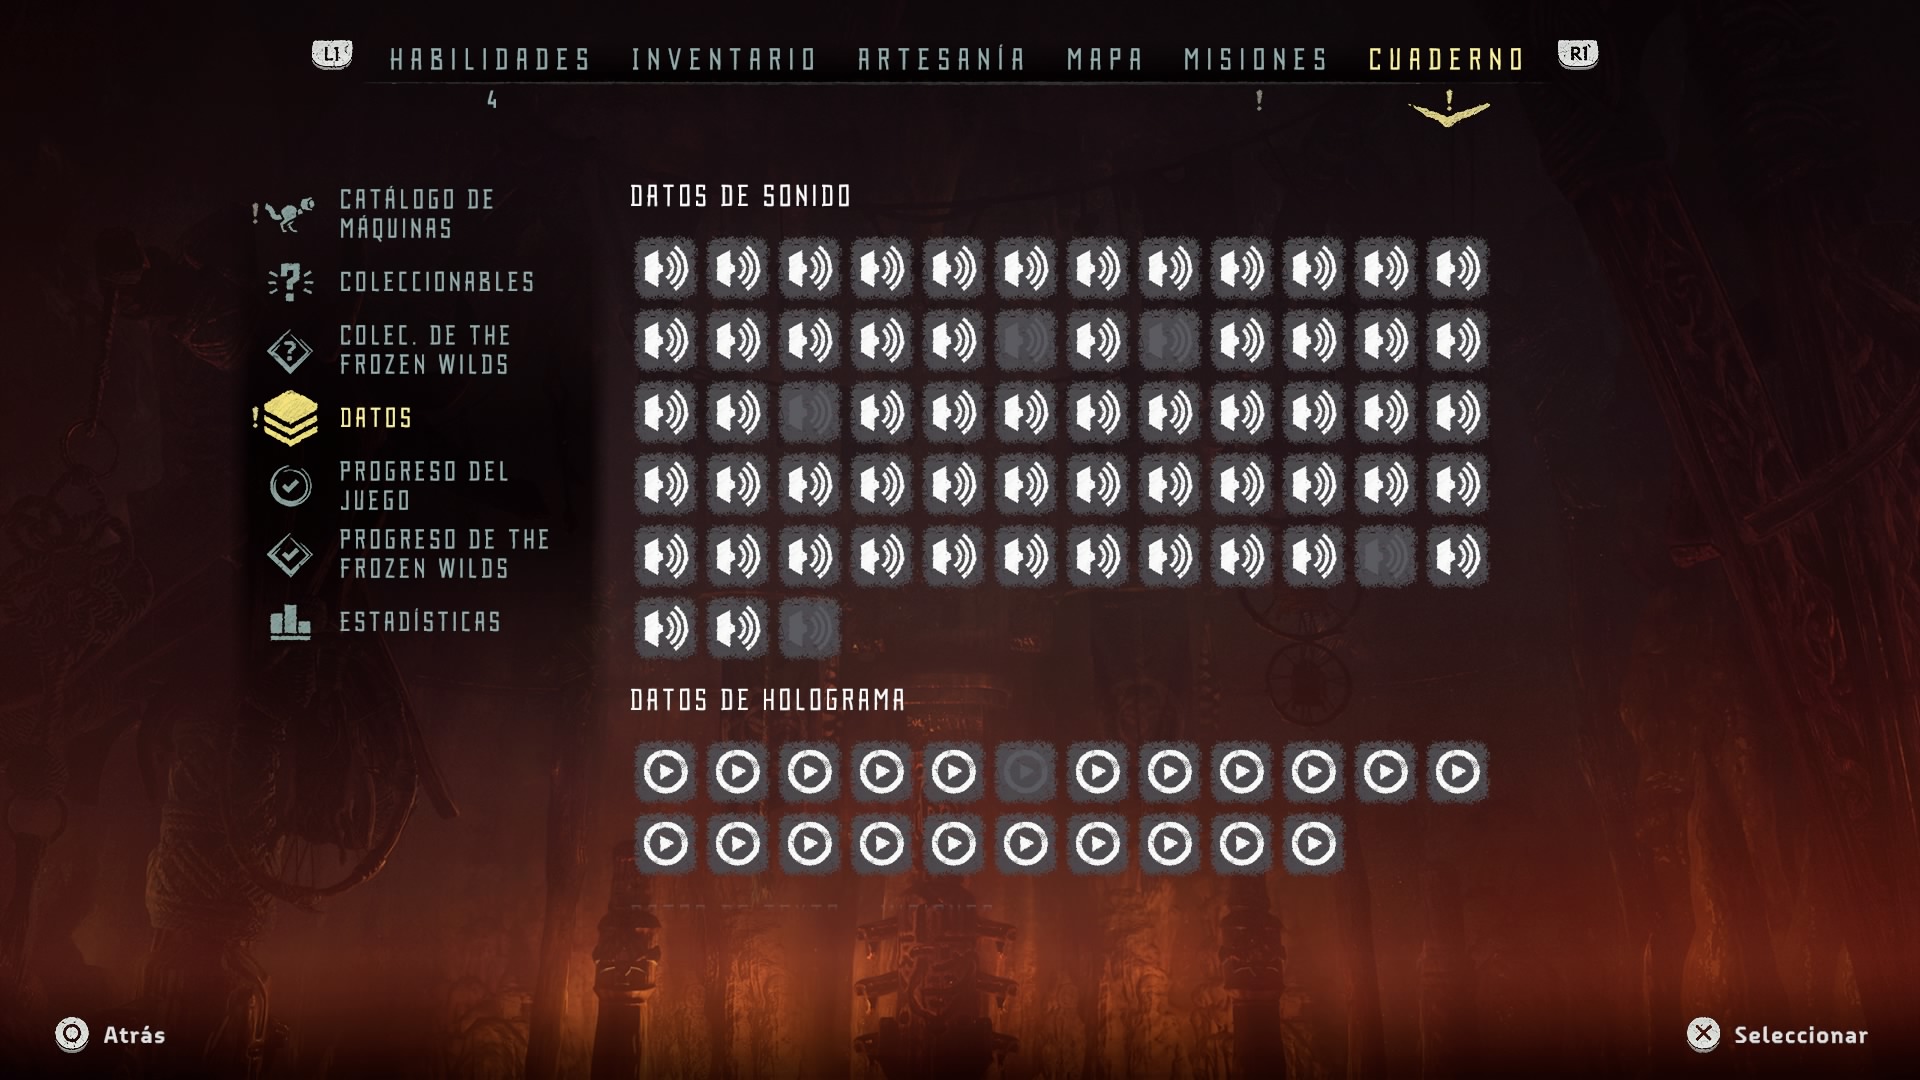 L1 HABILIDADES INVENTARIO ARTESANÍA MAPA MISIONES CUADERNO R1
4 ! !
! CATÁLOGO DE
MÁQUINAS
? COLECCIONABLES
? COLEC. DE THE
FROZEN WILDS
! DATOS
PROGRESO DEL
JUEGO
PROGRESO DE THE
FROZEN WILDS
ESTADÍSTICAS
DATOS DE SONIDO
DATOS DE HOLOGRAMA
Atrás
Seleccionar